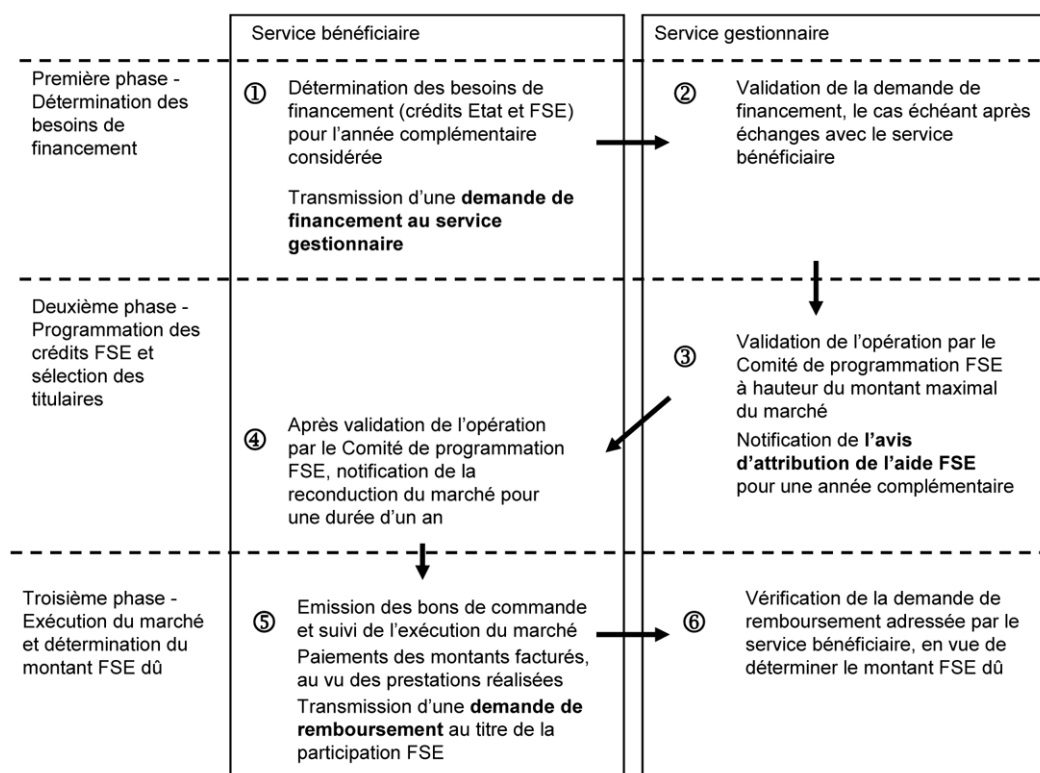 Service bénéficiaire
Service gestionnaire
Première phase -
Détermination des
besoins de
financement
①
Détermination des besoins de
financement (crédits Etat et FSE)
pour l'année complémentaire
considérée
Transmission d'une demande de
financement au service
gestionnaire
②
Validation de la demande de
financement, le cas échéant après
échanges avec le service
bénéficiaire
Deuxième phase -
Programmation des
crédits FSE et
sélection des
titulaires
③
Validation de l'opération par le
Comité de programmation FSE
à hauteur du montant maximal
du marché
Notification de l'avis
d'attribution de l'aide FSE
pour une année complémentaire
④
Après validation de l'opération
par le Comité de programmation
FSE, notification de la
reconduction du marché pour
une durée d'un an
Troisième phase -
Exécution du marché
et détermination du
montant FSE dû
⑤
Emission des bons de commande
et suivi de l'exécution du marché
Paiements des montants facturés,
au vu des prestations réalisées
Transmission d'une demande de
remboursement au titre de la
participation FSE
⑥
Vérification de la demande de
remboursement adressée par le
service bénéficiaire, en vue de
déterminer le montant FSE dû